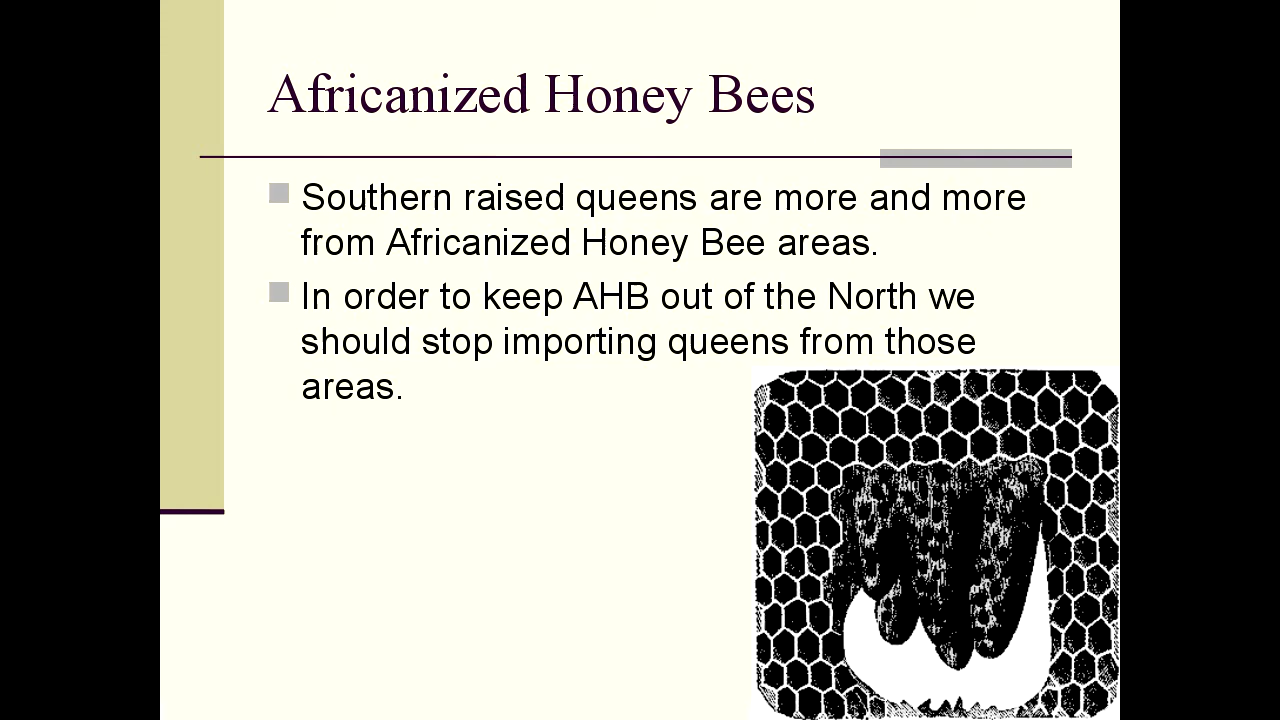 Africanized Honey Bees
Southern raised queens are more and more
from Africanized Honey Bee areas.
In order to keep AHB out of the North we
should stop importing queens from those
areas.